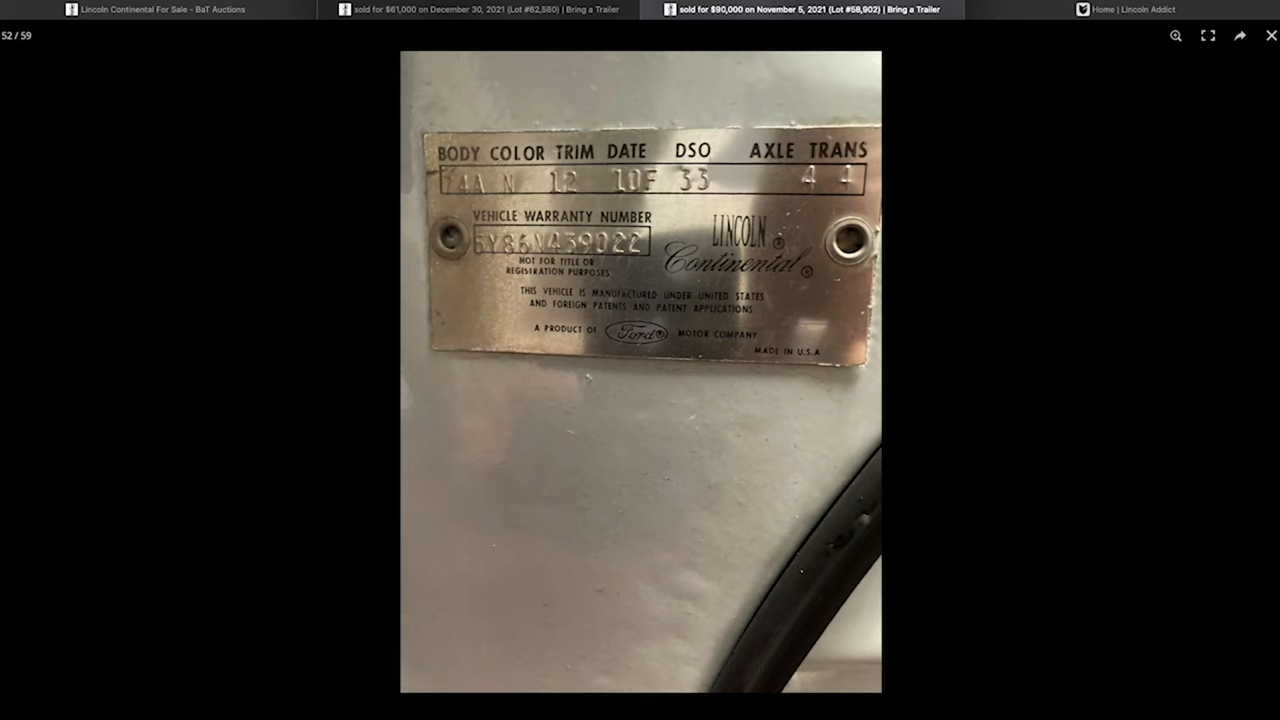 Lincoln Continental For Sale - BaT Auctions
sold for $61,000 on December 30, 2021 (Lot #62,580) | Bring a Trailer
sold for $90,000 on November 5, 2021 (Lot #58,902) | Bring a Trailer
Home | Lincoln Addict
52 / 59
BODY COLOR TRIM DATE DSO AXLE TRANS
74A N 12 10F 33 4 4
VEHICLE WARRANTY NUMBER
5Y86N439022
LINCOLN ®
Continental ®
NOT FOR TITLE OR
REGISTRATION PURPOSES
THIS VEHICLE IS MANUFACTURED UNDER UNITED STATES
AND FOREIGN PATENTS AND PATENT APPLICATIONS
A PRODUCT OF Ford ® MOTOR COMPANY
MADE IN U.S.A